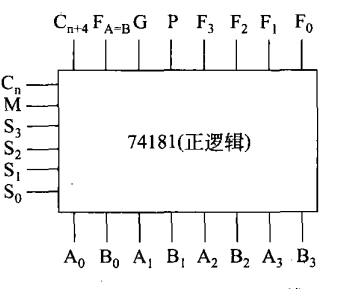 Cn+4 FA=B G P F3 F2 F1 F0
Cn
M
S3
S2
S1
S0
74181(正逻辑)
A0 B0 A1 B1 A2 B2 A3 B3